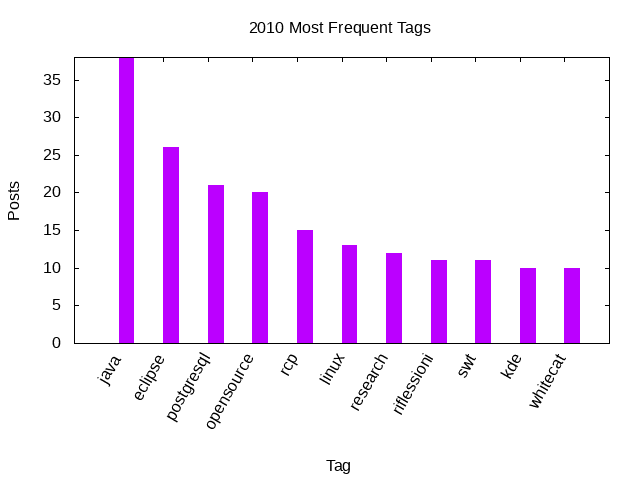 2010 Most Frequent Tags
Posts
35
30
25
20
15
10
5
0
java
eclipse
postgresql
opensource
rcp
linux
research
riflessioni
swt
kde
whitecat
Tag